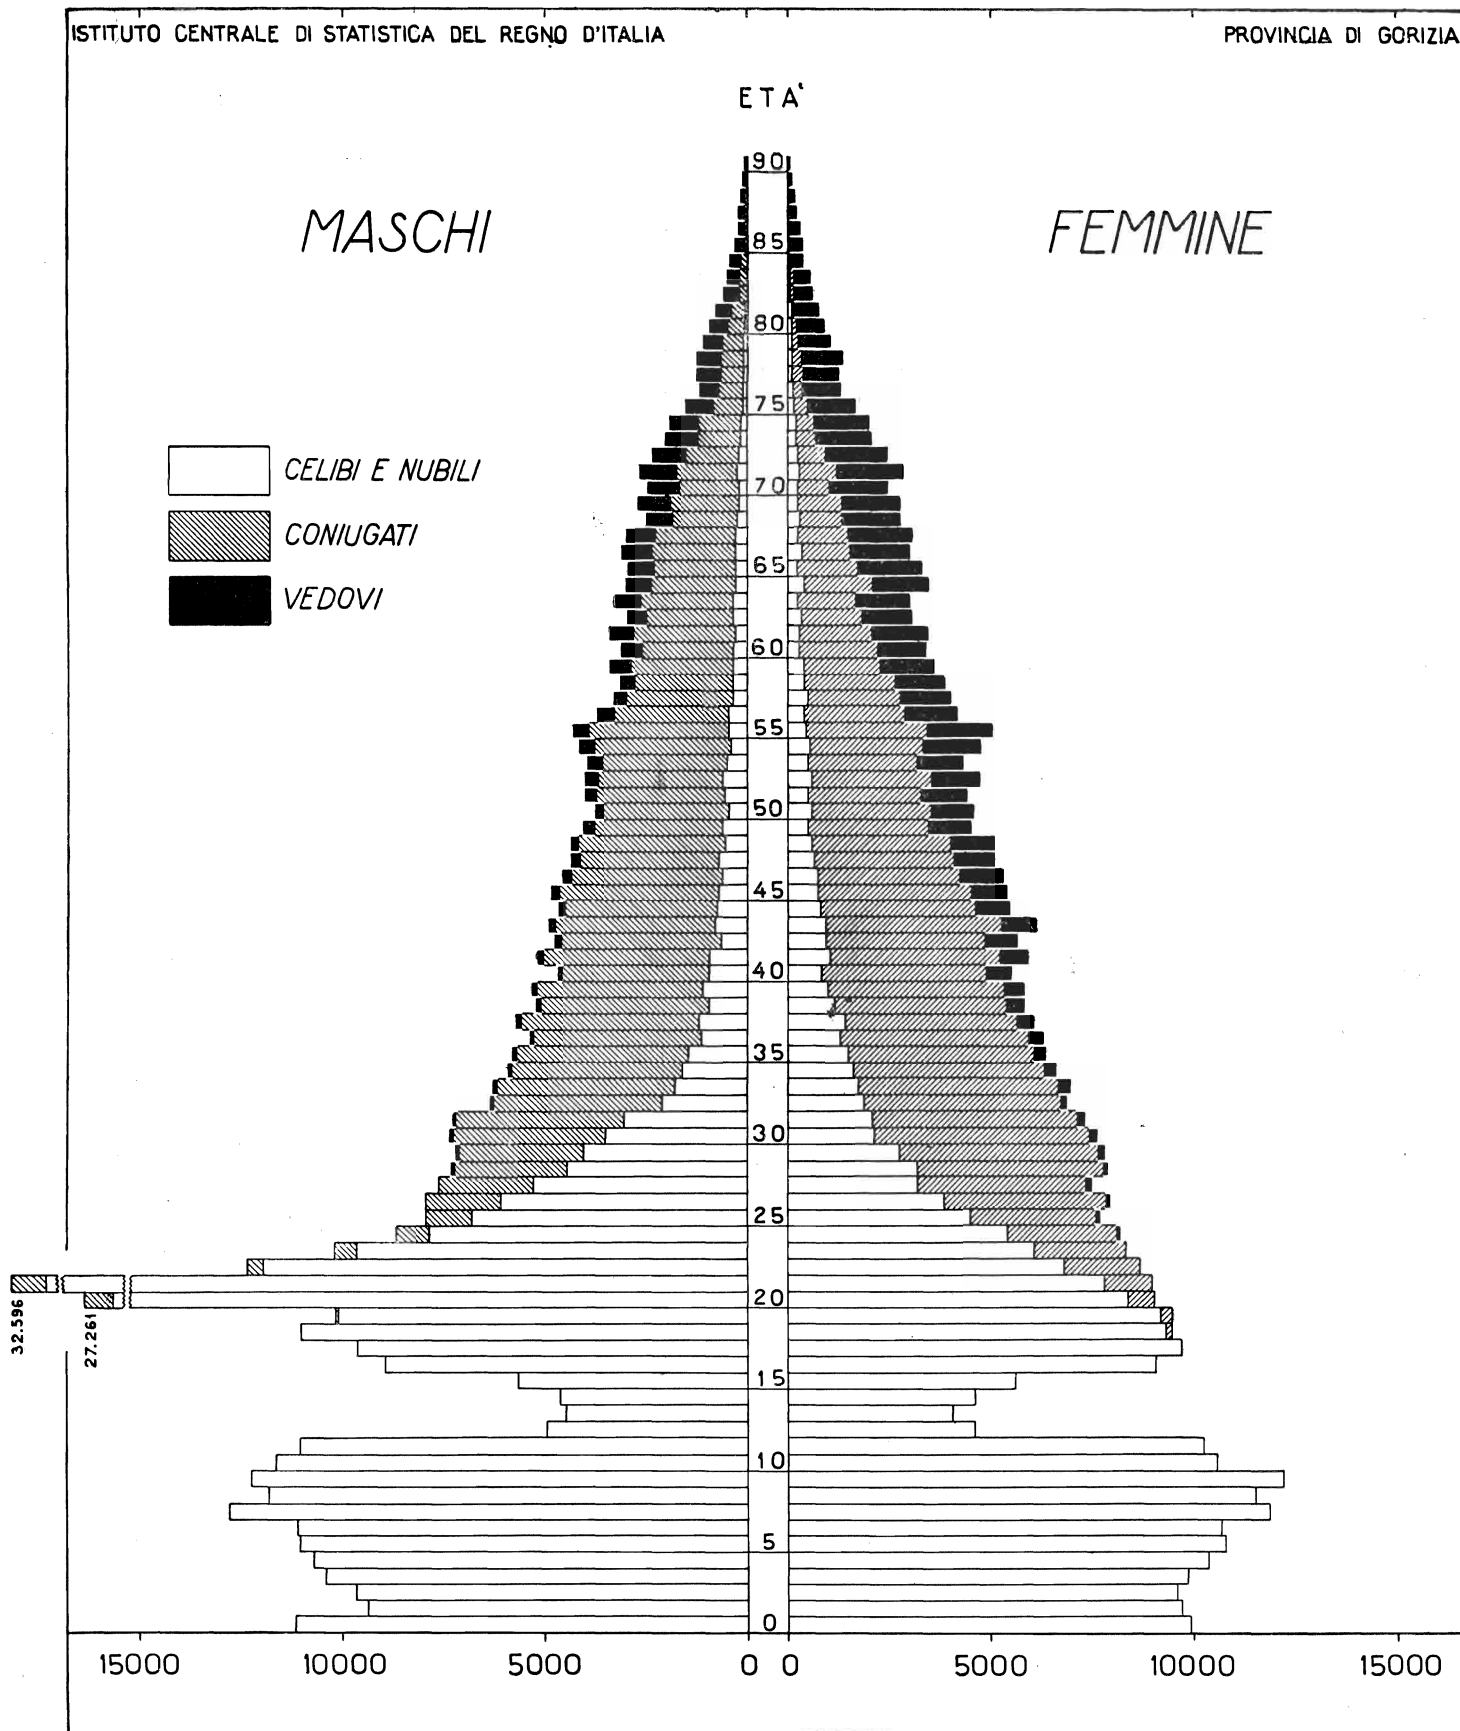 ISTITUTO CENTRALE DI STATISTICA DEL REGNO D'ITALIA
PROVINCIA DI GORIZIA
ETA'
MASCHI
FEMMINE
90
85
80
75
70
65
60
55
50
45
40
35
30
25
20
15
10
5
0
CELIBI E NUBILI
CONIUGATI
VEDOVI
32.596
27.261
15000 10000 5000 0 0 5000 10000 15000